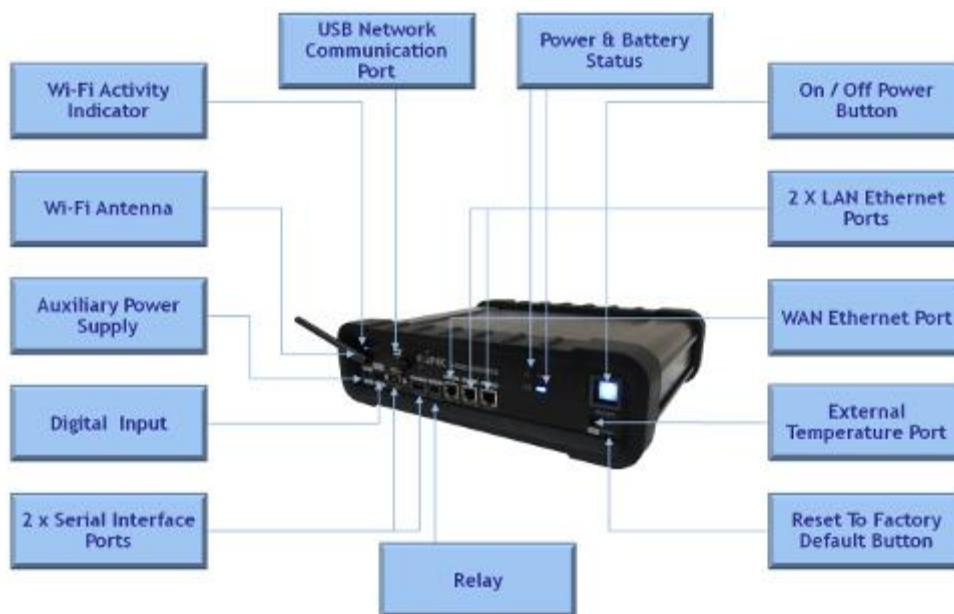 USB Network
Communication
Port
Power & Battery
Status
Wi-Fi Activity
Indicator
On / Off Power
Button
Wi-Fi Antenna
2 X LAN Ethernet
Ports
Auxiliary Power
Supply
WAN Ethernet Port
Digital Input
External
Temperature Port
2 x Serial Interface
Ports
Reset To Factory
Default Button
Relay